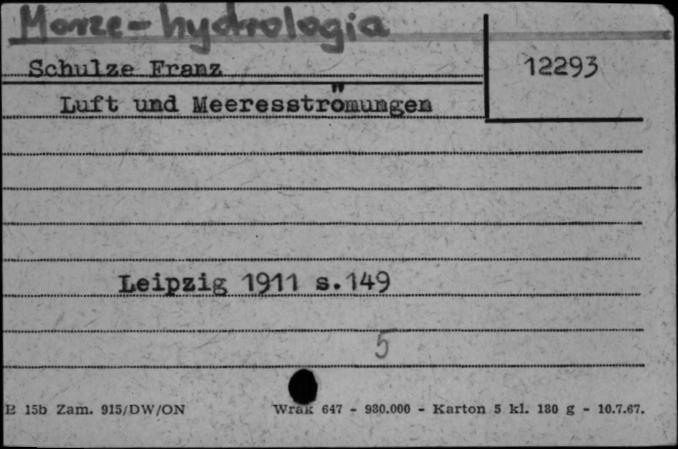 Morze - hydrologia
Schulze Franz
12293
Luft und Meeresströmungen
Leipzig 1911 s.149
5
E 15b Zam. 915/DW/ON Wrak 647 - 980.000 - Karton 5 kl. 180 g - 10.7.67.